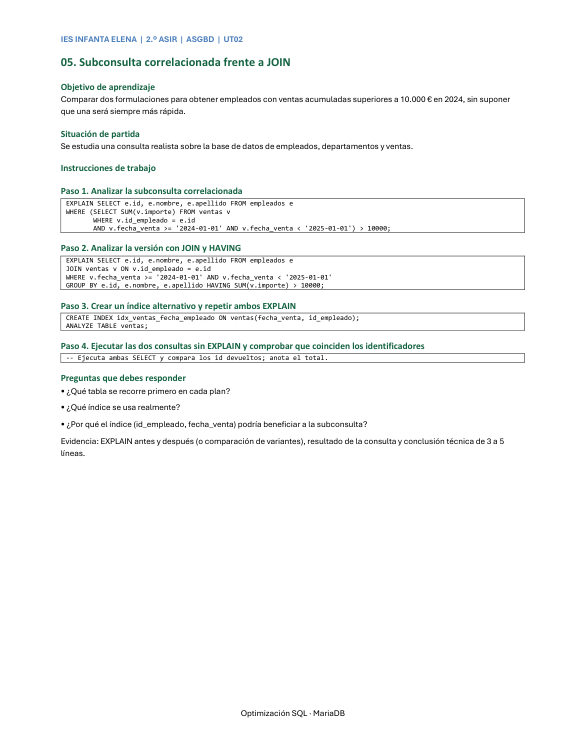 IES INFANTA ELENA | 2.º ASIR | ASGBD | UT02
05. Subconsulta correlacionada frente a JOIN
Objetivo de aprendizaje
Comparar dos formulaciones para obtener empleados con ventas acumuladas superiores a 10.000 € en 2024, sin suponer
que una será siempre más rápida.
Situación de partida
Se estudia una consulta realista sobre la base de datos de empleados, departamentos y ventas.
Instrucciones de trabajo
Paso 1. Analizar la subconsulta correlacionada
EXPLAIN SELECT e.id, e.nombre, e.apellido FROM empleados e
WHERE (SELECT SUM(v.importe) FROM ventas v
WHERE v.id_empleado = e.id
AND v.fecha_venta >= '2024-01-01' AND v.fecha_venta < '2025-01-01') > 10000;
Paso 2. Analizar la versión con JOIN y HAVING
EXPLAIN SELECT e.id, e.nombre, e.apellido FROM empleados e
JOIN ventas v ON v.id_empleado = e.id
WHERE v.fecha_venta >= '2024-01-01' AND v.fecha_venta < '2025-01-01'
GROUP BY e.id, e.nombre, e.apellido HAVING SUM(v.importe) > 10000;
Paso 3. Crear un índice alternativo y repetir ambos EXPLAIN
CREATE INDEX idx_ventas_fecha_empleado ON ventas(fecha_venta, id_empleado);
ANALYZE TABLE ventas;
Paso 4. Ejecutar las dos consultas sin EXPLAIN y comprobar que coinciden los identificadores
-- Ejecuta ambas SELECT y compara los id devueltos; anota el total.
Preguntas que debes responder
• ¿Qué tabla se recorre primero en cada plan?
• ¿Qué índice se usa realmente?
• ¿Por qué el índice (id_empleado, fecha_venta) podría beneficiar a la subconsulta?
Evidencia: EXPLAIN antes y después (o comparación de variantes), resultado de la consulta y conclusión técnica de 3 a 5
líneas.
Optimización SQL · MariaDB